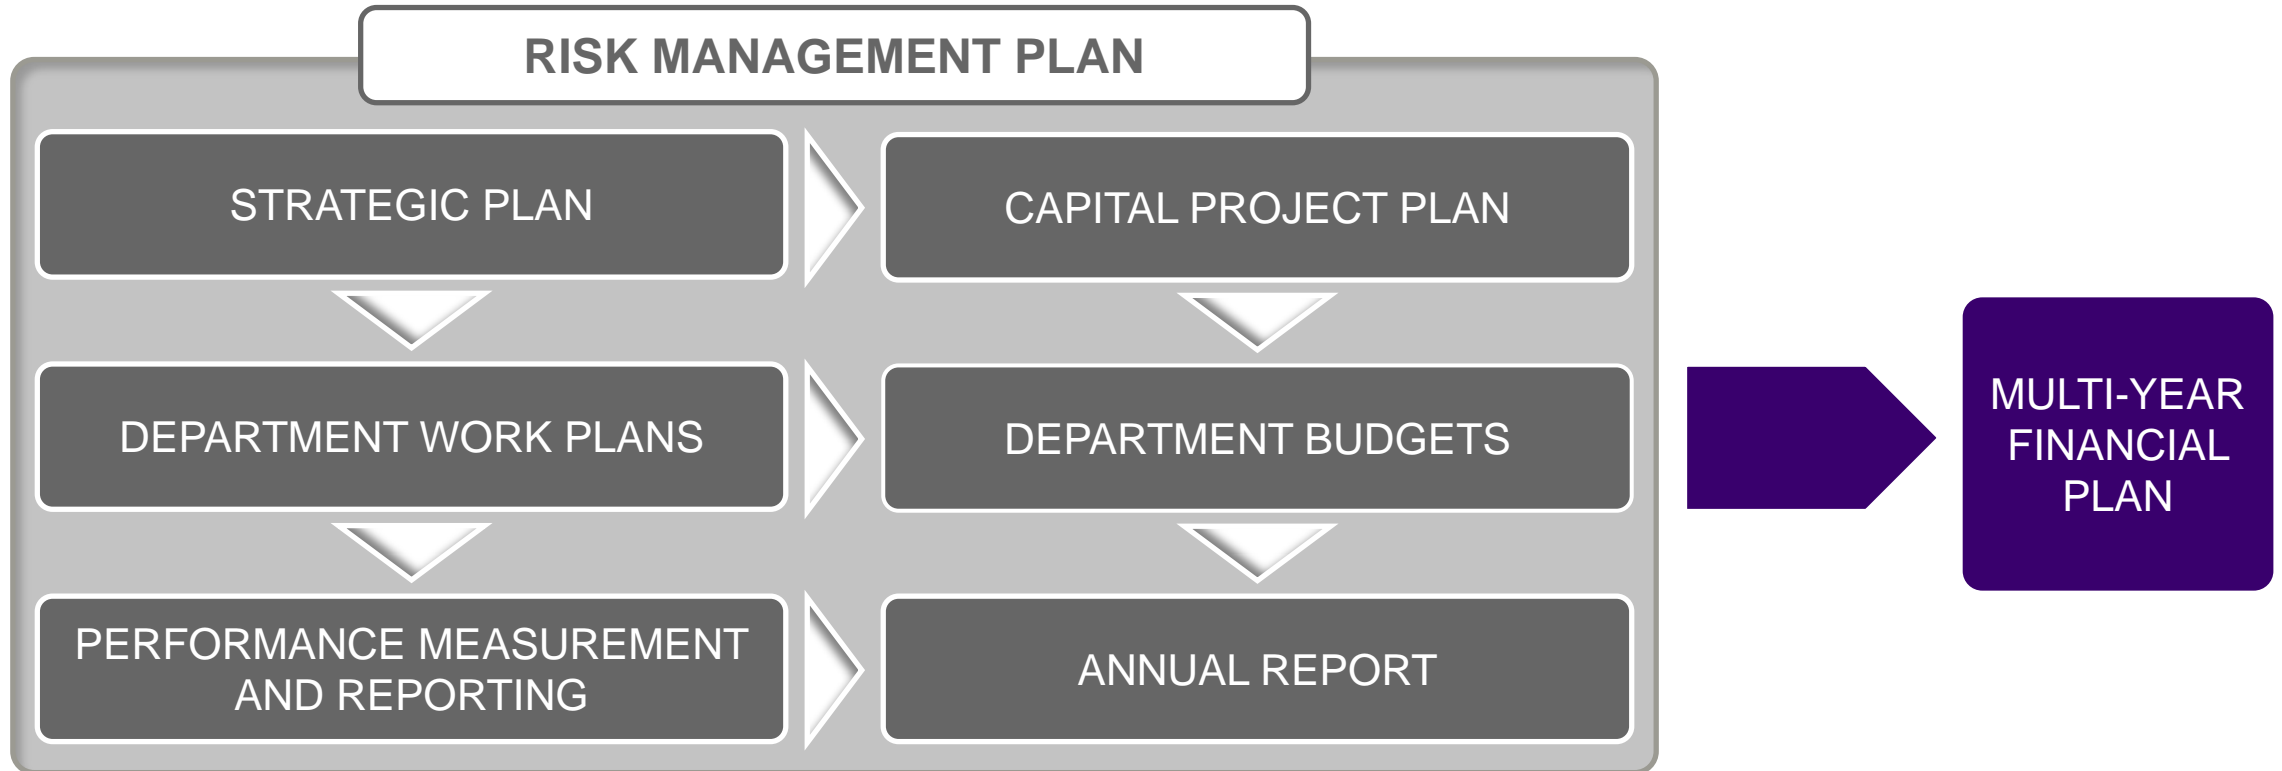 RISK MANAGEMENT PLAN
STRATEGIC PLAN
CAPITAL PROJECT PLAN
DEPARTMENT WORK PLANS
DEPARTMENT BUDGETS
PERFORMANCE MEASUREMENT
AND REPORTING
ANNUAL REPORT
MULTI-YEAR
FINANCIAL
PLAN